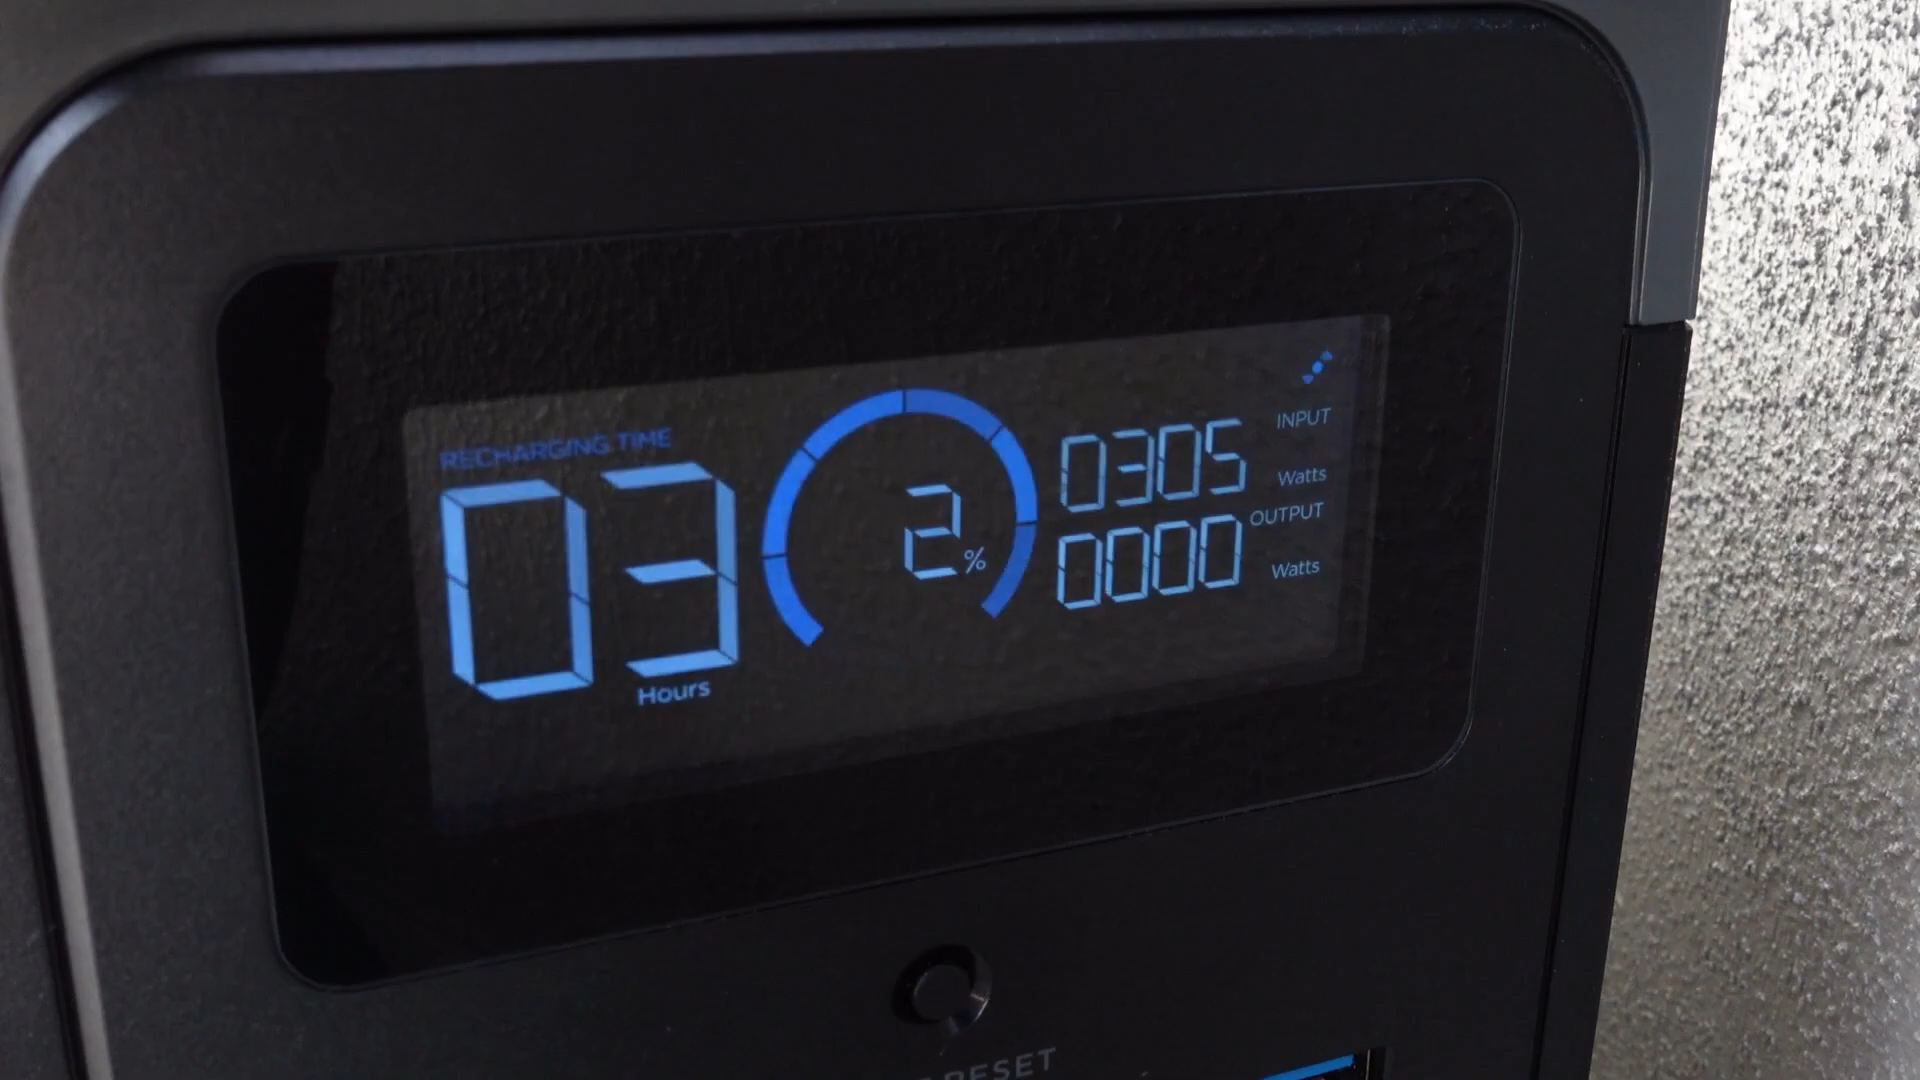 RECHARGING TIME
03
Hours
2%
INPUT
0305 Watts
OUTPUT
0000 Watts
RESET